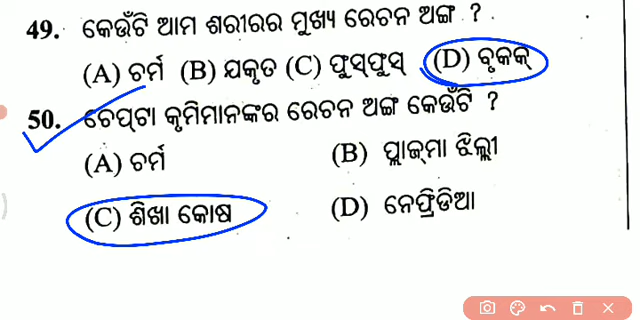 49. କେଉଁଟି ଆମ ଶରୀରର ମୁଖ୍ୟ ରେଚନ ଅଙ୍ଗ ?
(A) ଚର୍ମ (B) ଯକୃତ (C) ଫୁସ୍‌ଫୁସ୍ (D) ବୃକକ୍
50. ଚେପ୍‌ଟା କୃମିମାନଙ୍କର ରେଚନ ଅଙ୍ଗ କେଉଁଟି ?
(A) ଚର୍ମ (B) ପ୍ଲାଜ୍‌ମା ଝିଲ୍ଲୀ
(C) ଶିଖା କୋଷ (D) ନେଫ୍ରିଡିଆ